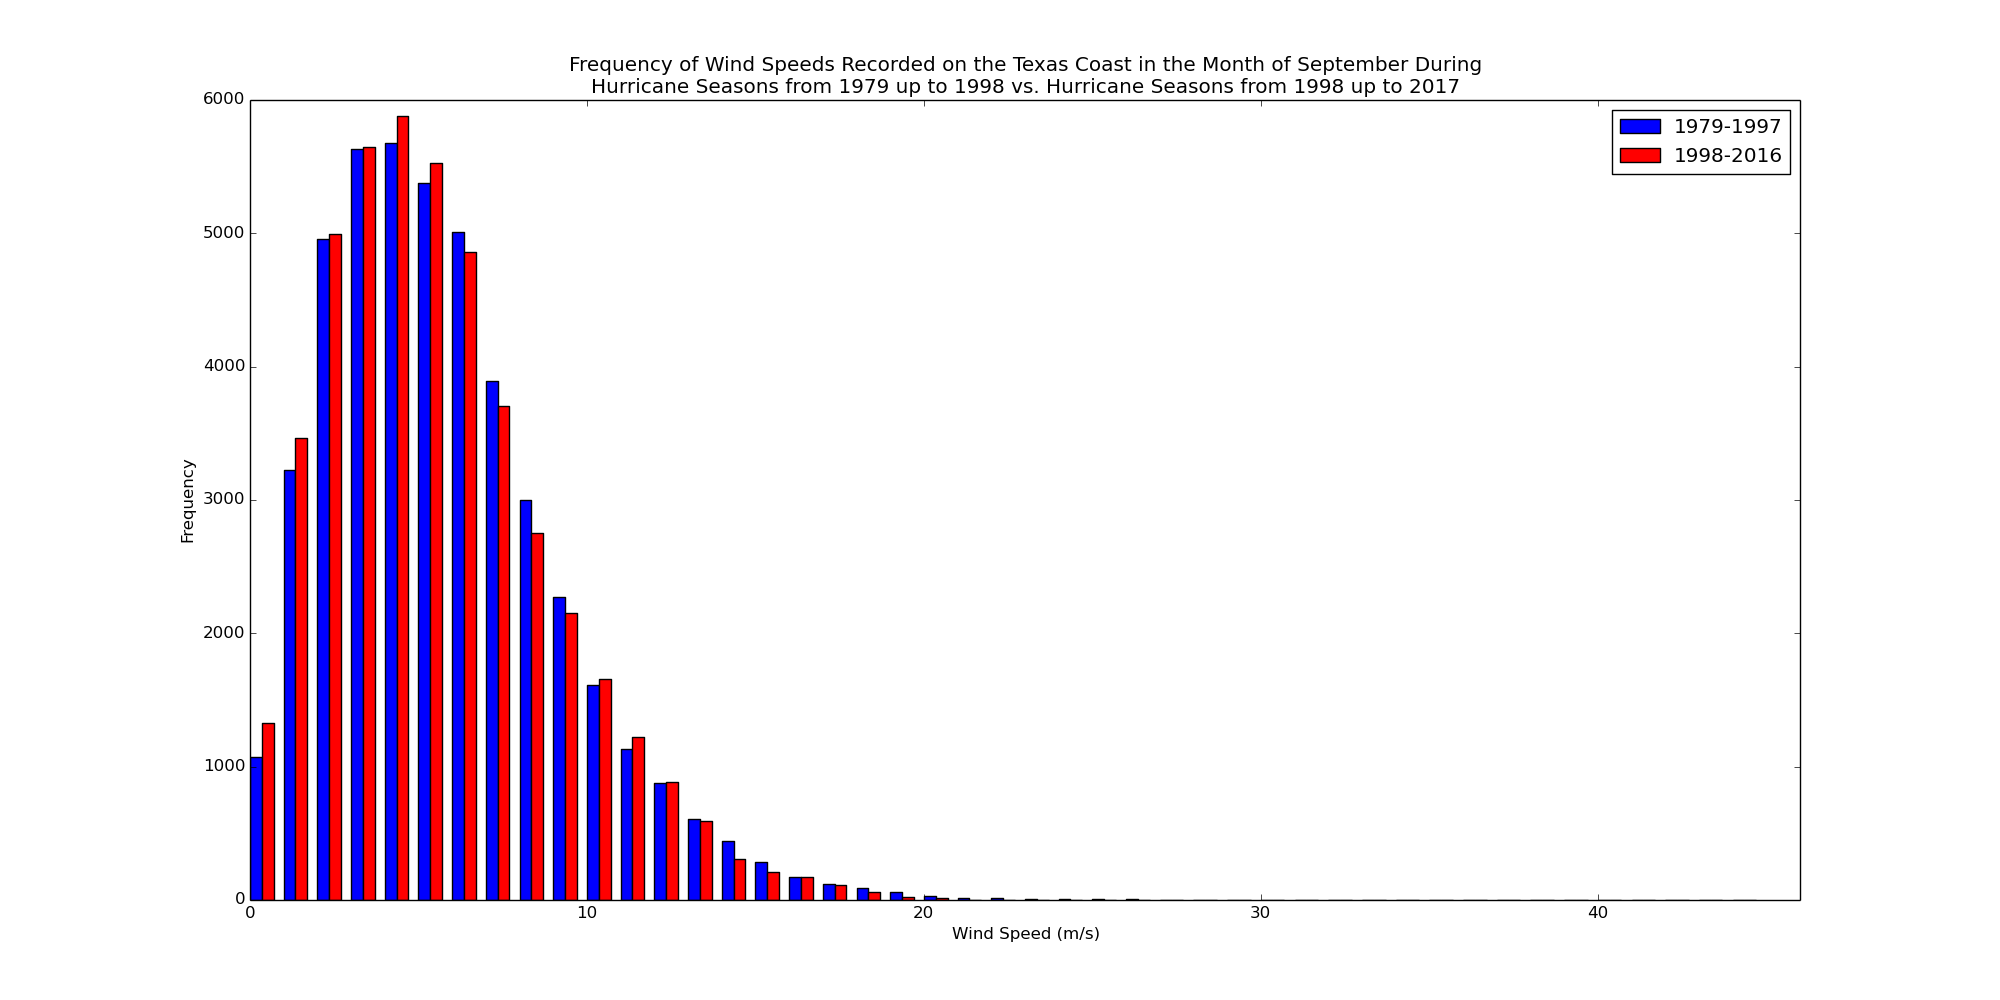 Frequency of Wind Speeds Recorded on the Texas Coast in the Month of September During
Hurricane Seasons from 1979 up to 1998 vs. Hurricane Seasons from 1998 up to 2017
6000
5000
4000
3000
2000
1000
0
Frequency
1979-1997
1998-2016
0 10 20 30 40
Wind Speed (m/s)